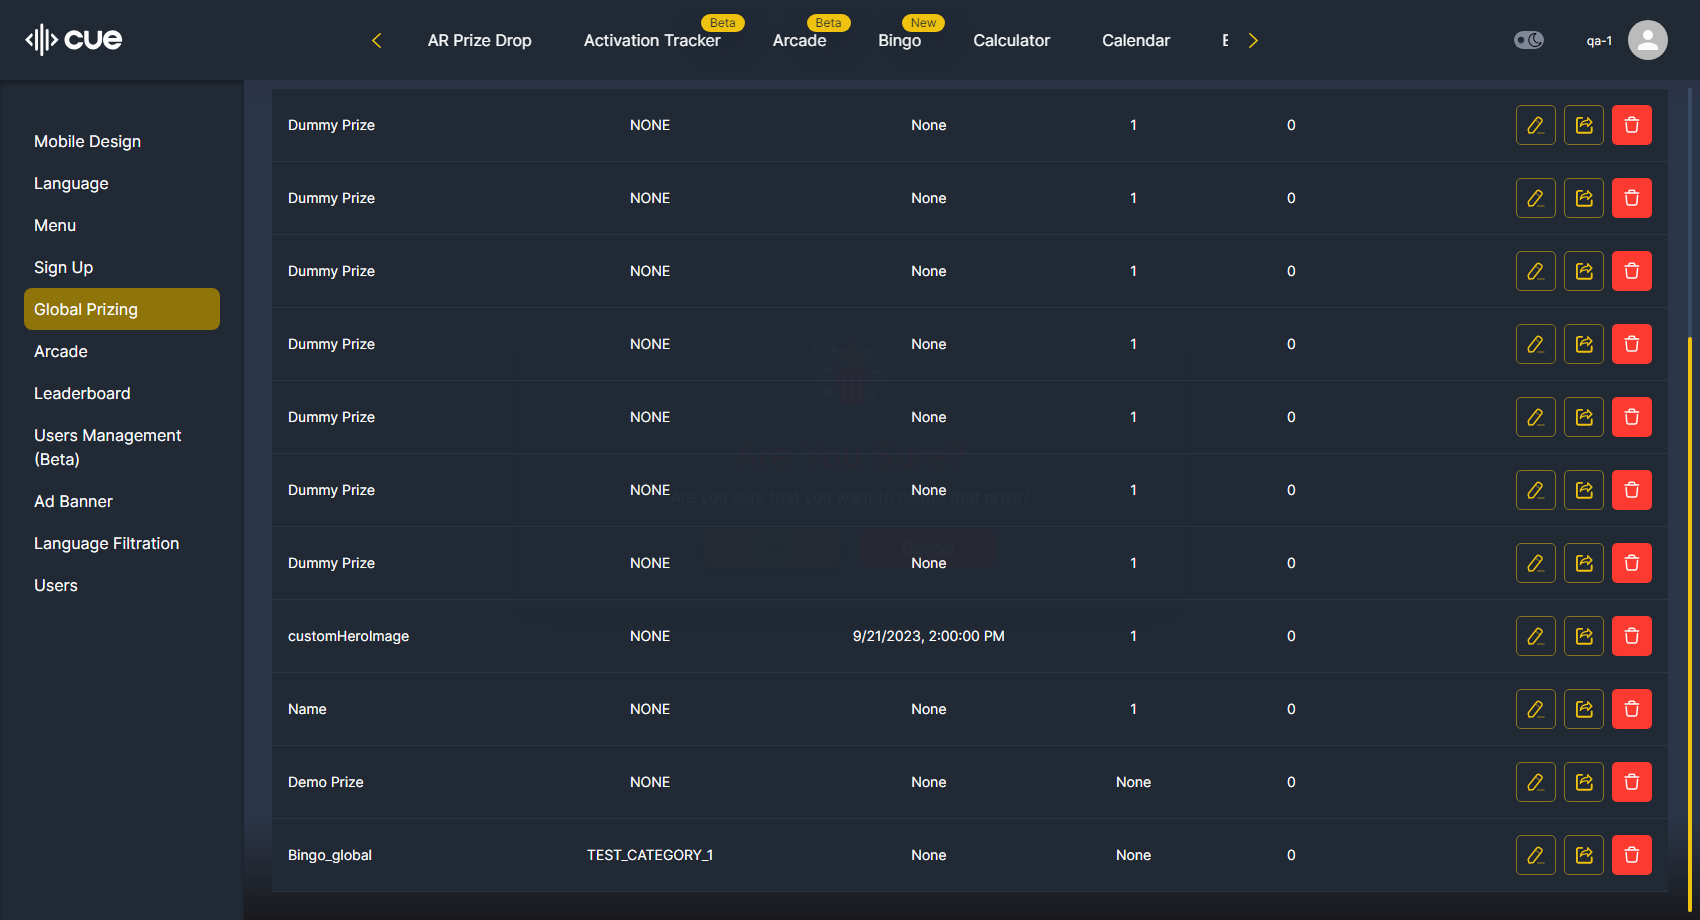 cue
AR Prize Drop
Activation Tracker
Beta
Arcade
Beta
Bingo
New
Calculator
Calendar
qa-1
Mobile Design
Language
Menu
Sign Up
Global Prizing
Arcade
Leaderboard
Users Management
(Beta)
Ad Banner
Language Filtration
Users
Dummy Prize NONE None 1 0
Dummy Prize NONE None 1 0
Dummy Prize NONE None 1 0
Dummy Prize NONE None 1 0
Dummy Prize NONE None 1 0
Dummy Prize NONE None 1 0
Are you sure that you want to delete that prize?
Cancel
Dummy Prize NONE None 1 0
customHeroImage NONE 9/21/2023, 2:00:00 PM 1 0
Name NONE None 1 0
Demo Prize NONE None None 0
Bingo_global TEST_CATEGORY_1 None None 0